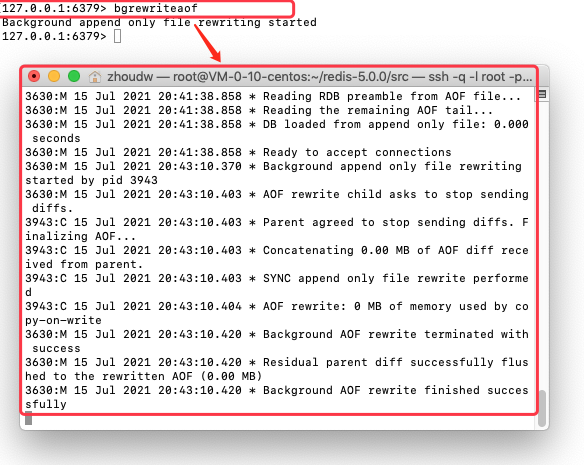 127.0.0.1:6379> bgrewriteaof
Background append only file rewriting started
127.0.0.1:6379>
zhoudw — root@VM-0-10-centos:~/redis-5.0.0/src — ssh -q -l root -p...
3630:M 15 Jul 2021 20:41:38.858 * Reading RDB preamble from AOF file...
3630:M 15 Jul 2021 20:41:38.858 * Reading the remaining AOF tail...
3630:M 15 Jul 2021 20:41:38.858 * DB loaded from append only file: 0.000
seconds
3630:M 15 Jul 2021 20:41:38.858 * Ready to accept connections
3630:M 15 Jul 2021 20:43:10.370 * Background append only file rewriting
started by pid 3943
3630:M 15 Jul 2021 20:43:10.403 * AOF rewrite child asks to stop sending
diffs.
3943:C 15 Jul 2021 20:43:10.403 * Parent agreed to stop sending diffs. F
inalizing AOF...
3943:C 15 Jul 2021 20:43:10.403 * Concatenating 0.00 MB of AOF diff rece
ived from parent.
3943:C 15 Jul 2021 20:43:10.403 * SYNC append only file rewrite performe
d
3943:C 15 Jul 2021 20:43:10.404 * AOF rewrite: 0 MB of memory used by co
py-on-write
3630:M 15 Jul 2021 20:43:10.420 * Background AOF rewrite terminated with
success
3630:M 15 Jul 2021 20:43:10.420 * Residual parent diff successfully flus
hed to the rewritten AOF (0.00 MB)
3630:M 15 Jul 2021 20:43:10.420 * Background AOF rewrite finished succes
sfully